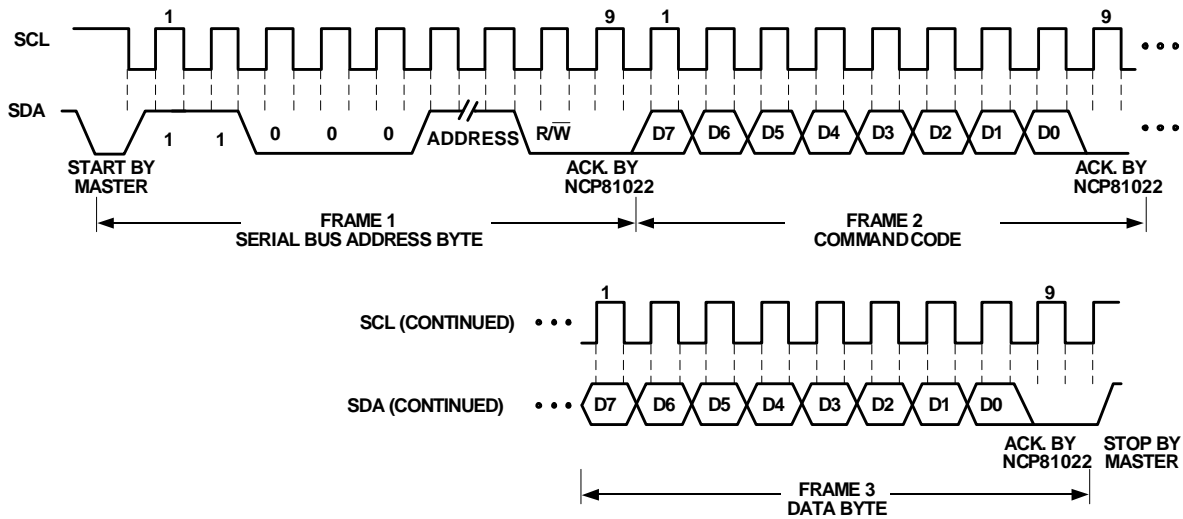 1 9 1 9
SCL
SDA
1 1 0 0 0 ADDRESS R/W̅ D7 D6 D5 D4 D3 D2 D1 D0
START BY
MASTER
ACK. BY
NCP81022
ACK. BY
NCP81022
FRAME 1
SERIAL BUS ADDRESS BYTE
FRAME 2
COMMAND CODE
1 9
SCL (CONTINUED)
SDA (CONTINUED)
D7 D6 D5 D4 D3 D2 D1 D0
ACK. BY
NCP81022
STOP BY
MASTER
FRAME 3
DATA BYTE